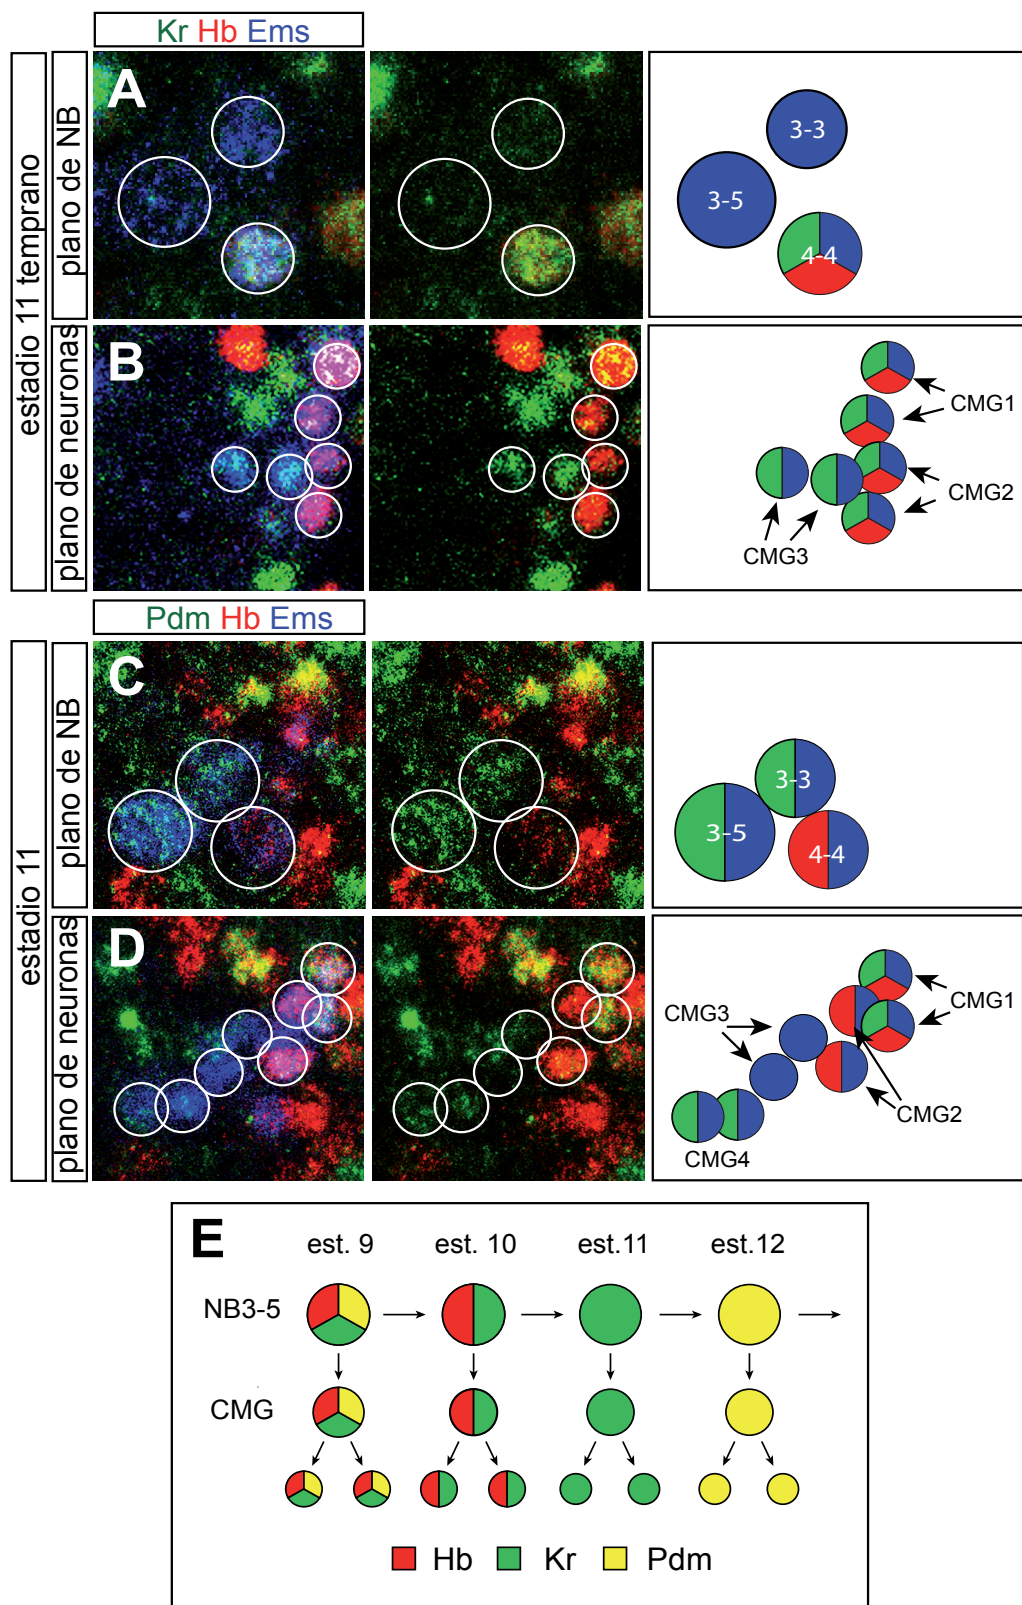 Kr Hb Ems
estadio 11 temprano
plano de NB
A
3-3
3-5
4-4
plano de neuronas
B
CMG1
CMG2
CMG3
Pdm Hb Ems
estadio 11
plano de NB
C
3-3
3-5
4-4
plano de neuronas
D
CMG3
CMG1
CMG2
CMG4
E
est. 9 est. 10 est.11 est.12
NB3-5
CMG
Hb Kr Pdm